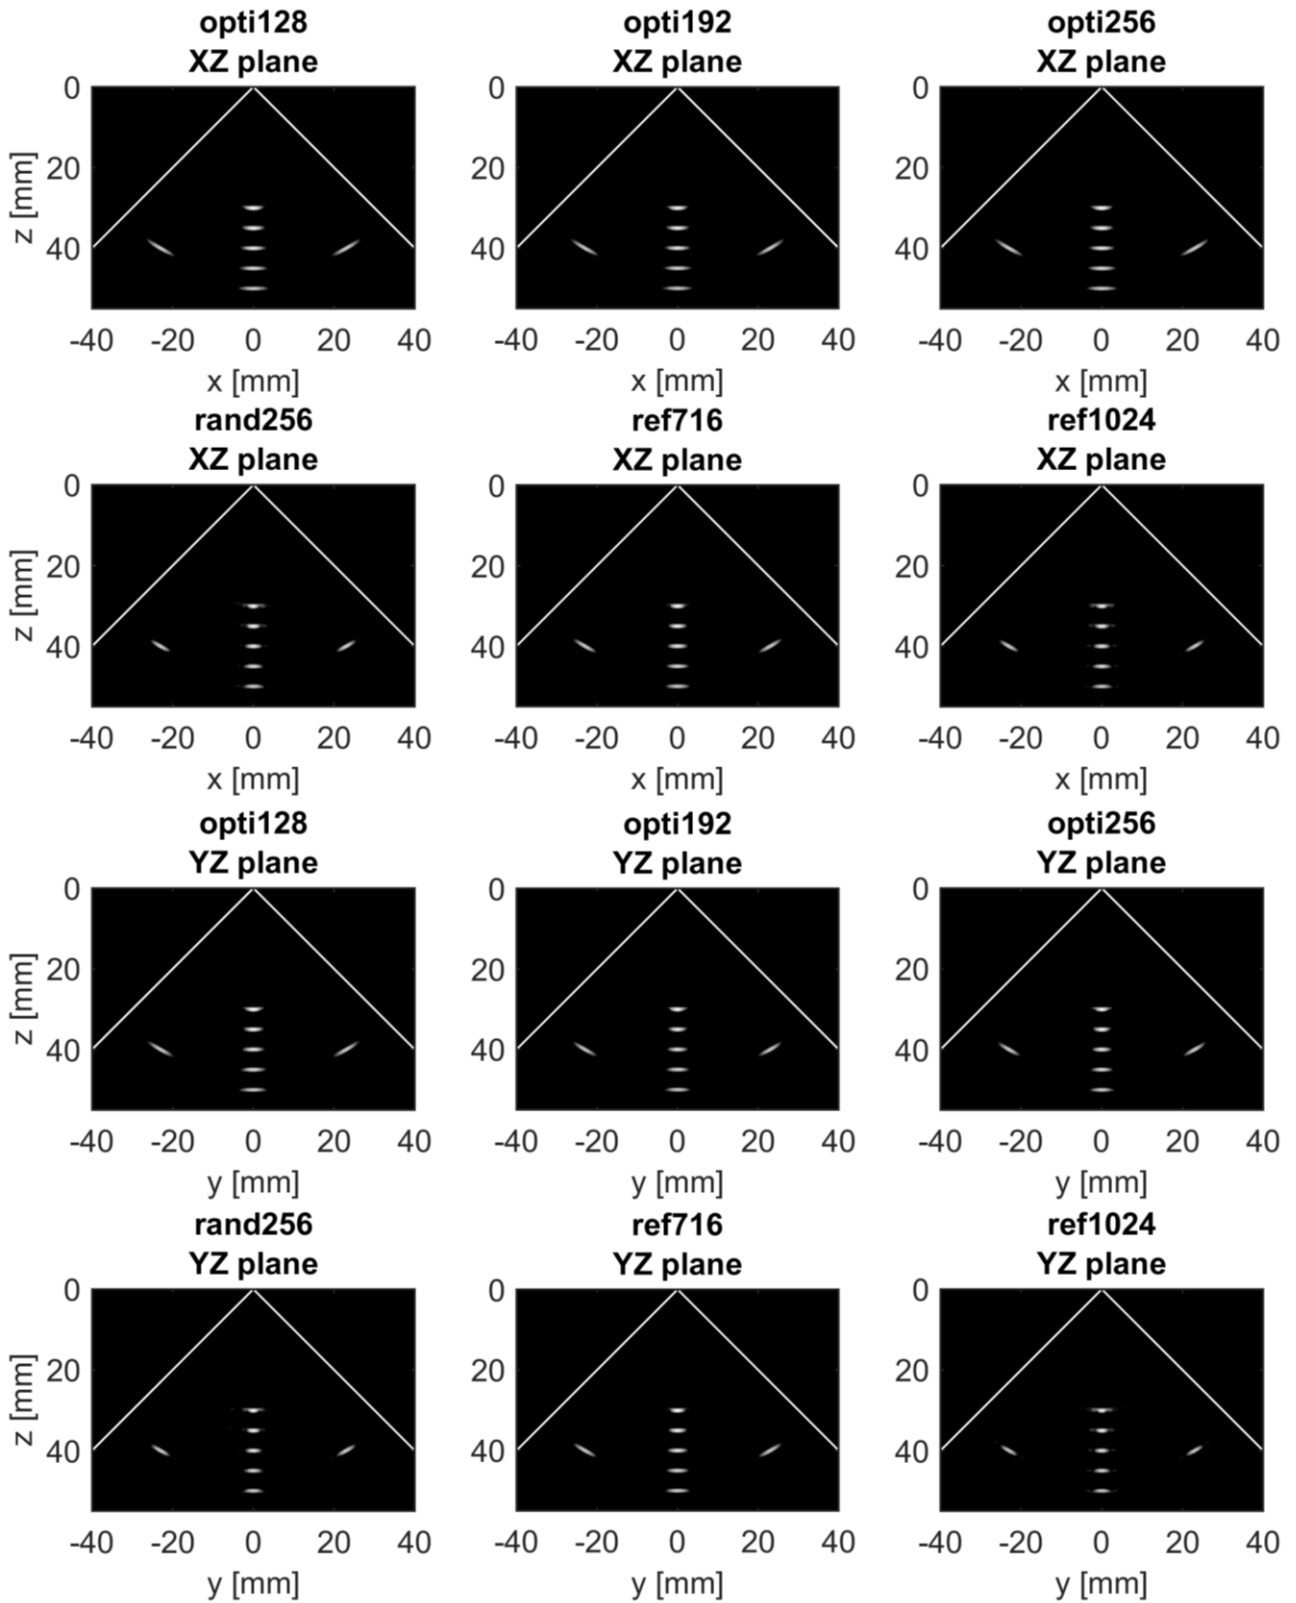 opti128 opti192 opti256
XZ plane XZ plane XZ plane
0 0 0
20 20 20
40 40 40
z [mm]
-40 -20 0 20 40 -40 -20 0 20 40 -40 -20 0 20 40
x [mm] x [mm] x [mm]
rand256 ref716 ref1024
XZ plane XZ plane XZ plane
0 0 0
20 20 20
40 40 40
z [mm]
-40 -20 0 20 40 -40 -20 0 20 40 -40 -20 0 20 40
x [mm] x [mm] x [mm]
opti128 opti192 opti256
YZ plane YZ plane YZ plane
0 0 0
20 20 20
40 40 40
z [mm]
-40 -20 0 20 40 -40 -20 0 20 40 -40 -20 0 20 40
y [mm] y [mm] y [mm]
rand256 ref716 ref1024
YZ plane YZ plane YZ plane
0 0 0
20 20 20
40 40 40
z [mm]
-40 -20 0 20 40 -40 -20 0 20 40 -40 -20 0 20 40
y [mm] y [mm] y [mm]